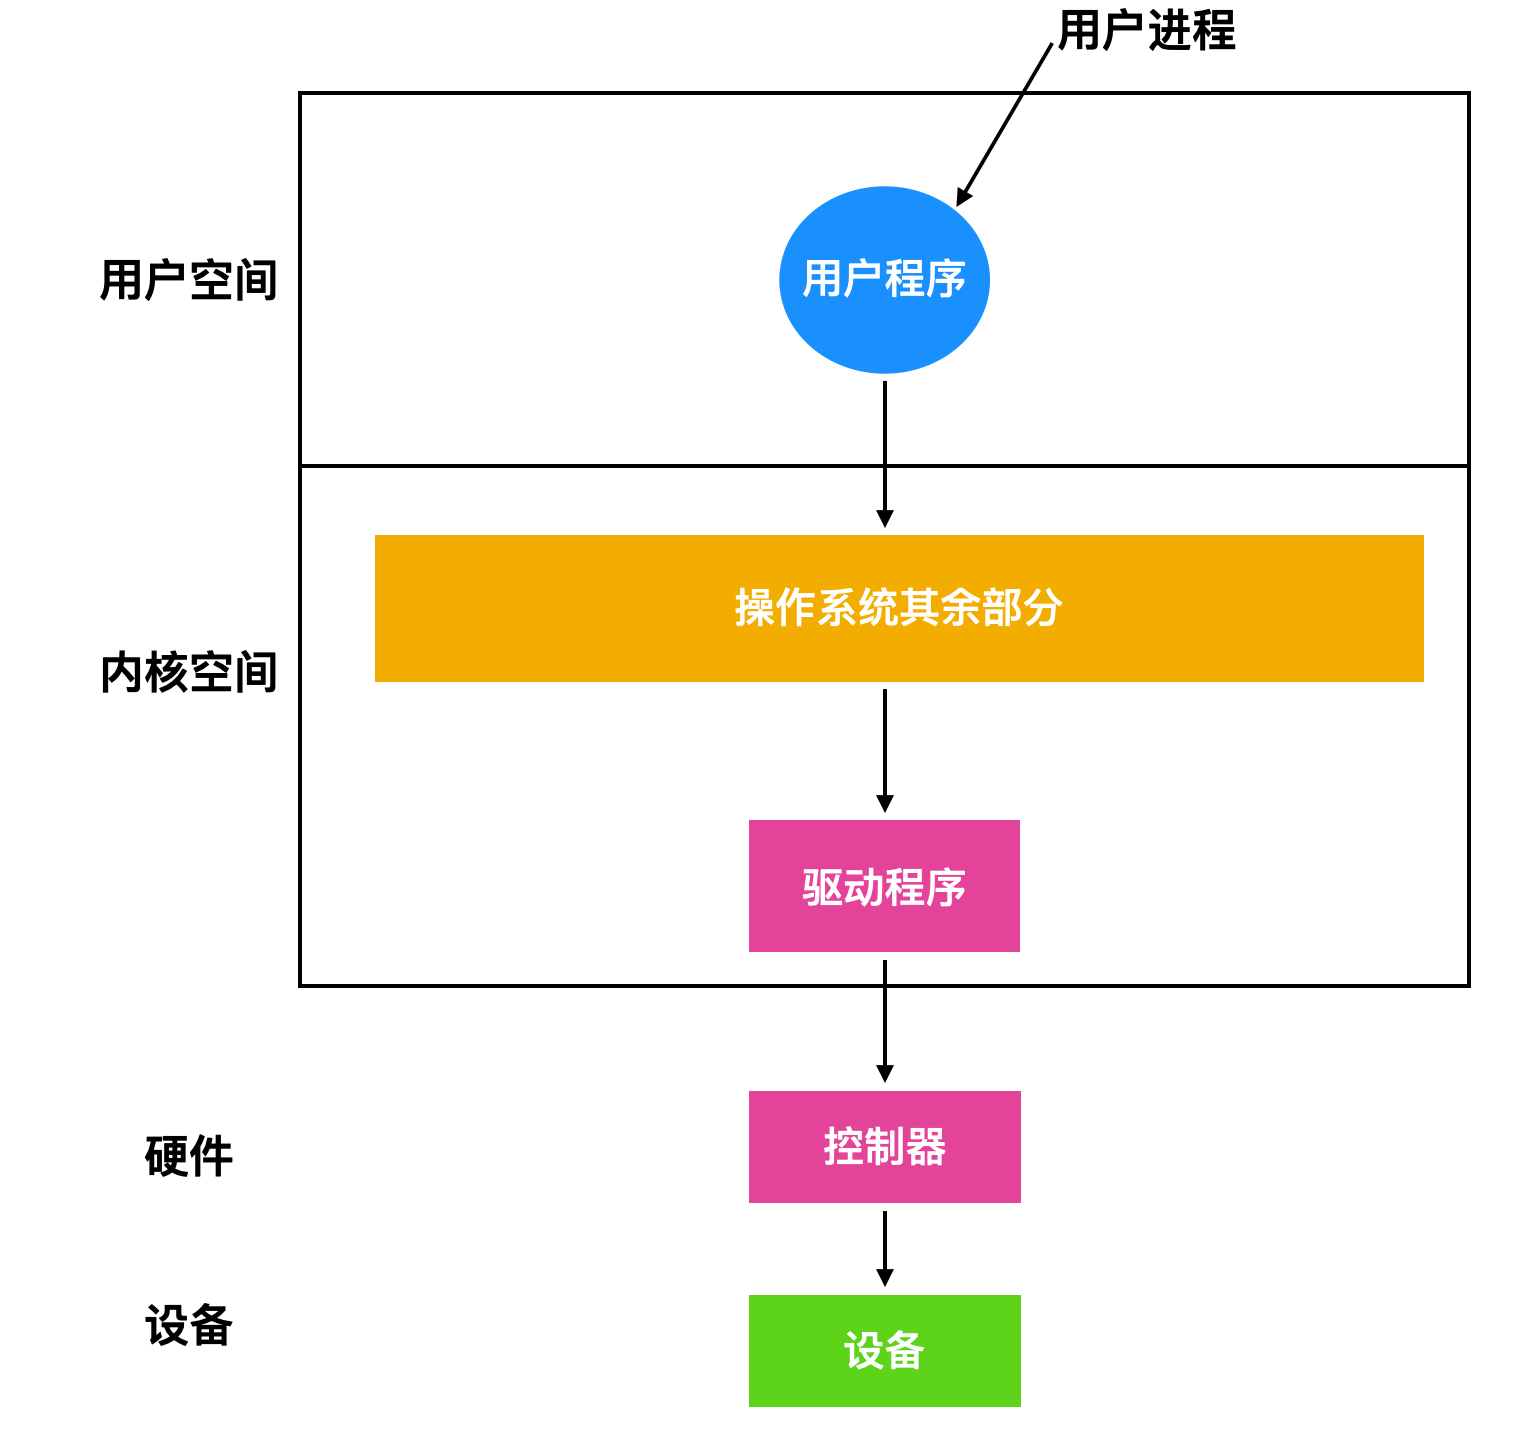 用户进程
用户空间
用户程序
操作系统其余部分
内核空间
驱动程序
硬件
控制器
设备
设备